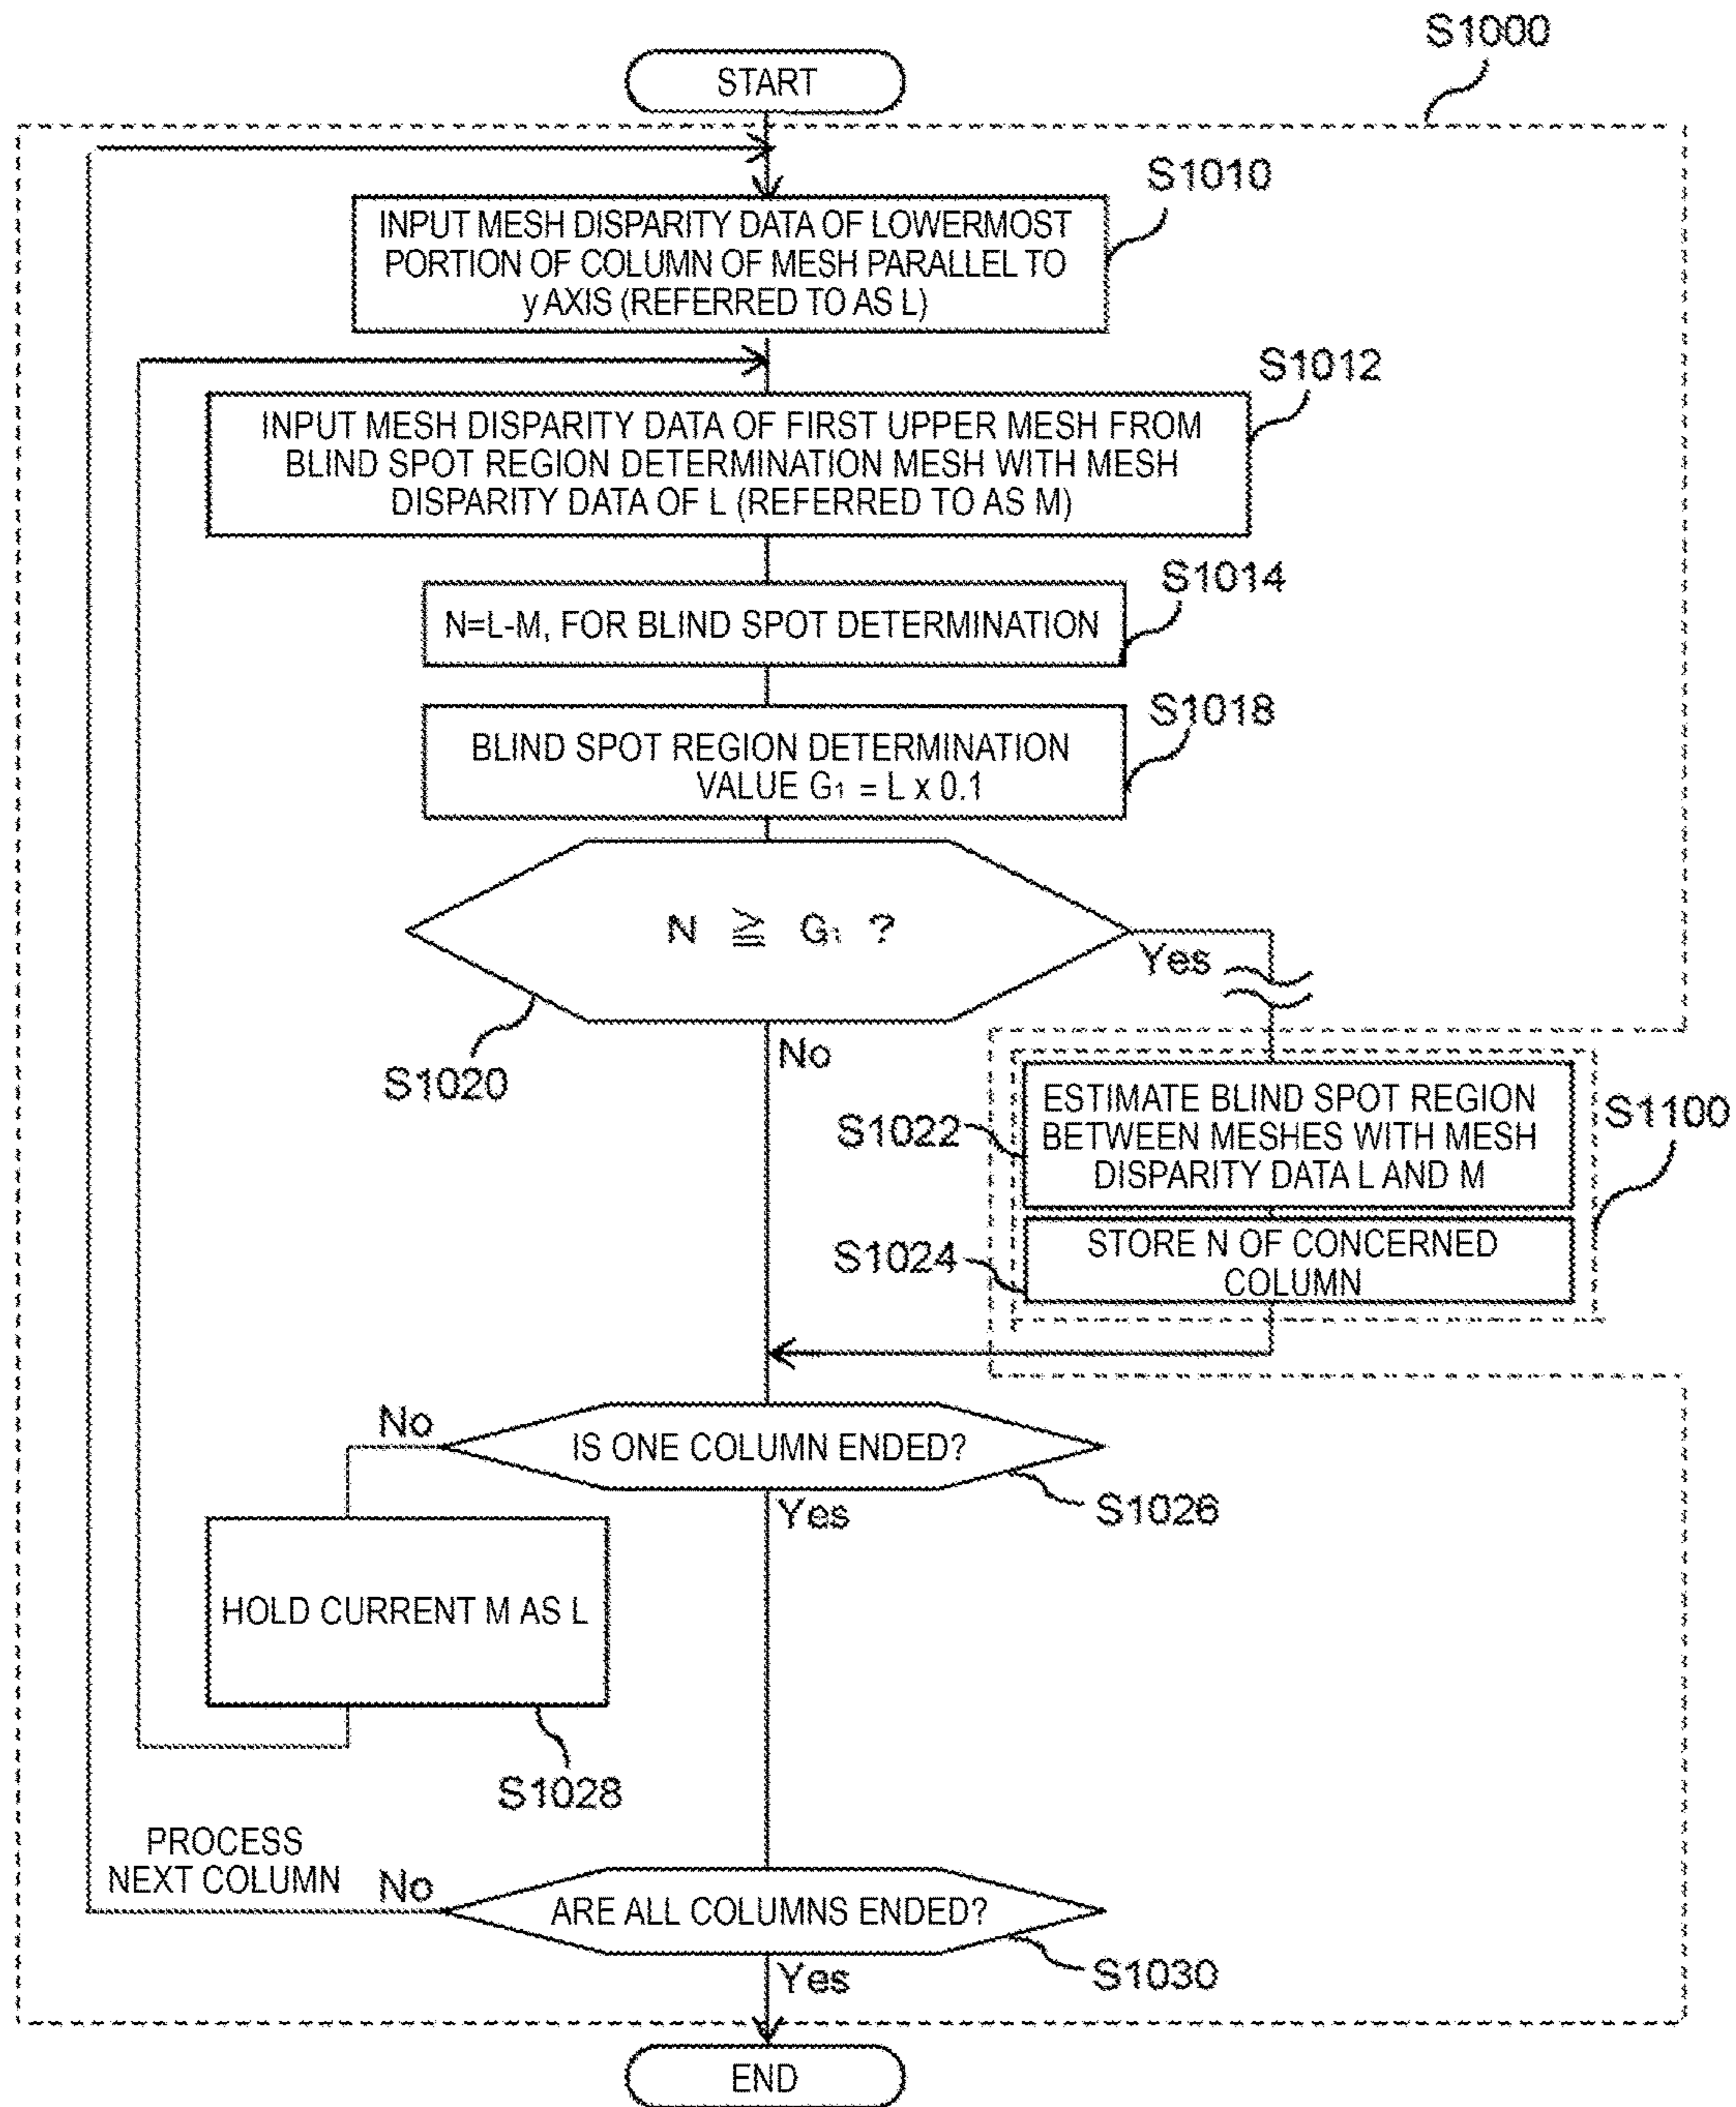 S1000
START
S1010
INPUT MESH DISPARITY DATA OF LOWERMOST
PORTION OF COLUMN OF MESH PARALLEL TO
y AXIS (REFERRED TO AS L)
S1012
INPUT MESH DISPARITY DATA OF FIRST UPPER MESH FROM
BLIND SPOT REGION DETERMINATION MESH WITH MESH
DISPARITY DATA OF L (REFERRED TO AS M)
S1014
N=L-M, FOR BLIND SPOT DETERMINATION
S1018
BLIND SPOT REGION DETERMINATION
VALUE G₁ = L x 0.1
N ≧ G₁ ?
Yes
No
S1020
ESTIMATE BLIND SPOT REGION
BETWEEN MESHES WITH MESH
DISPARITY DATA L AND M
S1022
S1100
STORE N OF CONCERNED
COLUMN
S1024
No
IS ONE COLUMN ENDED?
Yes
S1026
HOLD CURRENT M AS L
S1028
PROCESS
NEXT COLUMN
No
ARE ALL COLUMNS ENDED?
Yes
S1030
END